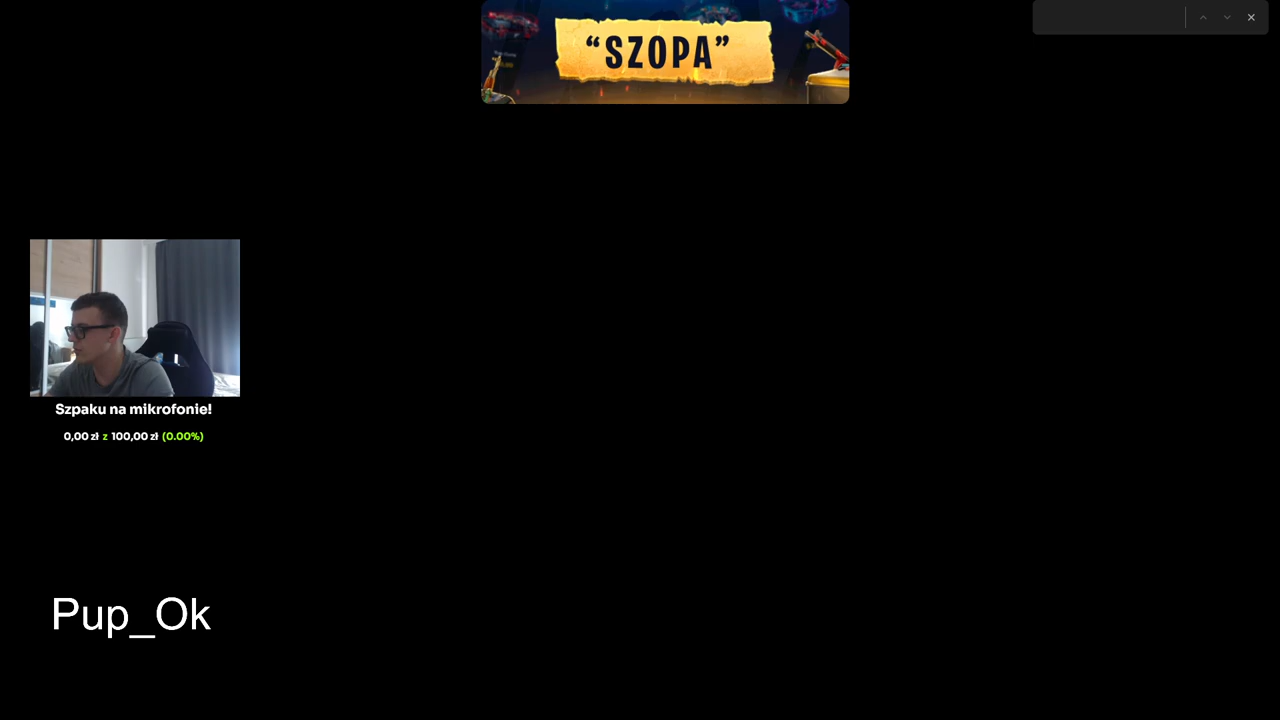 “SZOPA”
Szpaku na mikrofonie!
0,00 zł z 100,00 zł (0.00%)
Pup_Ok